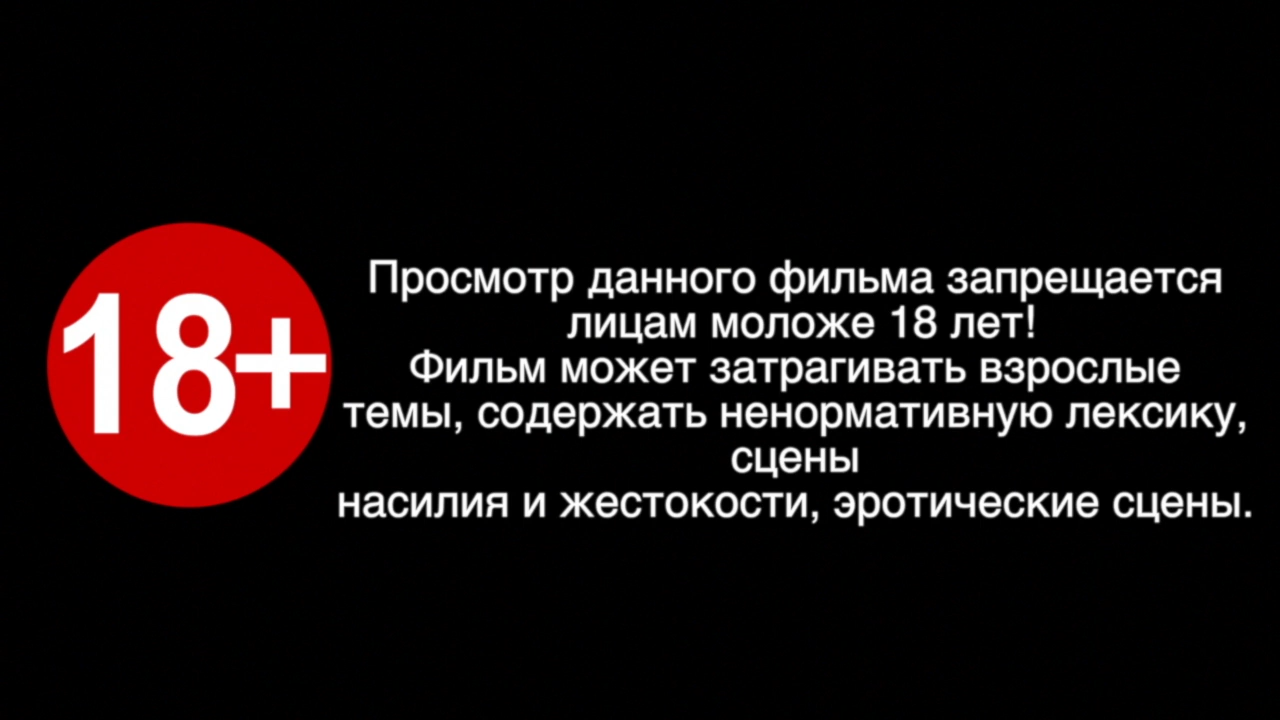 18+
Просмотр данного фильма запрещается
лицам моложе 18 лет!
Фильм может затрагивать взрослые
темы, содержать ненормативную лексику,
сцены
насилия и жестокости, эротические сцены.